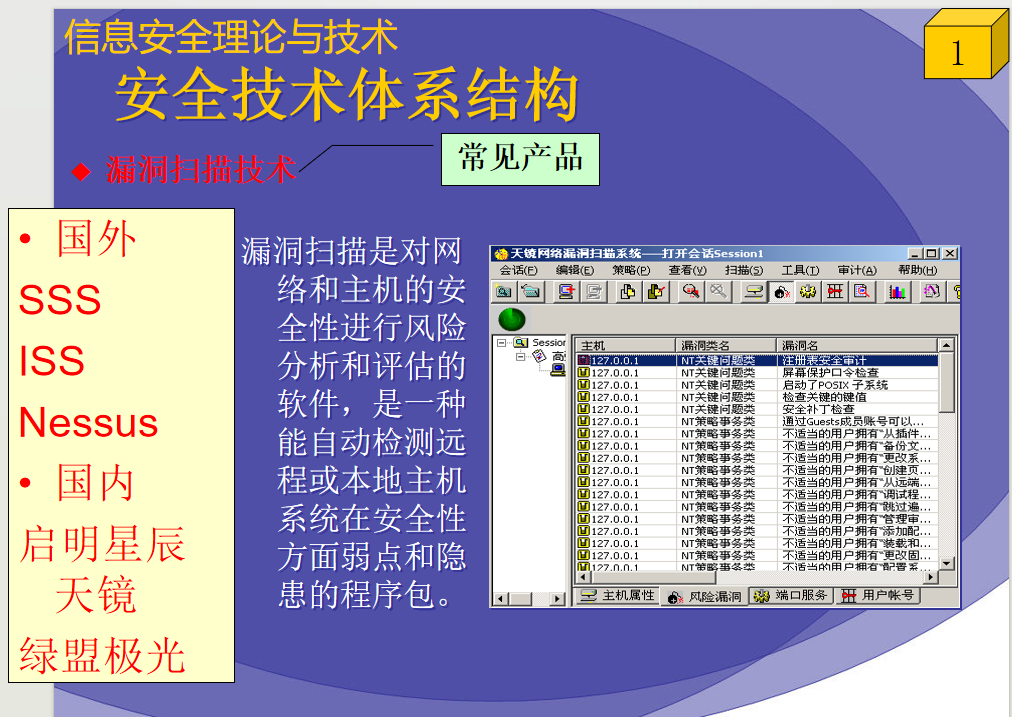 信息安全理论与技术
1
安全技术体系结构
◆ 漏洞扫描技术
常见产品
• 国外
SSS
ISS
Nessus
• 国内
启明星辰
天镜
绿盟极光
漏洞扫描是对网
络和主机的安
全性进行风险
分析和评估的
软件，是一种
能自动检测远
程或本地主机
系统在安全性
方面弱点和隐
患的程序包。
天镜网络漏洞扫描系统——打开会话Session1
会话(F) 编辑(E) 策略(P) 查看(V) 扫描(S) 工具(T) 审计(A) 帮助(H)
Session
主机 漏洞类名 漏洞名
127.0.0.1 NT关键问题类 注册表安全审计
127.0.0.1 NT关键问题类 屏幕保护口令检查
127.0.0.1 NT关键问题类 启动了POSIX 子系统
127.0.0.1 NT关键问题类 检查关键的键值
127.0.0.1 NT关键问题类 安全补丁检查
127.0.0.1 NT策略事务类 通过Guests成员账号可以...
127.0.0.1 NT策略事务类 不适当的用户拥有"从插件...
127.0.0.1 NT策略事务类 不适当的用户拥有"备份文...
127.0.0.1 NT策略事务类 不适当的用户拥有"更改系...
127.0.0.1 NT策略事务类 不适当的用户拥有"创建页...
127.0.0.1 NT策略事务类 不适当的用户拥有"从远端...
127.0.0.1 NT策略事务类 不适当的用户拥有"调试程...
127.0.0.1 NT策略事务类 不适当的用户拥有"跳过遍...
127.0.0.1 NT策略事务类 不适当的用户拥有"管理审...
127.0.0.1 NT策略事务类 不适当的用户拥有"添加配...
127.0.0.1 NT策略事务类 不适当的用户拥有"装载和...
127.0.0.1 NT策略事务类 不适当的用户拥有"更改固...
127.0.0.1 NT策略事务类 不适当的用户拥有"配置系...
主机属性 风险漏洞 端口服务 用户帐号